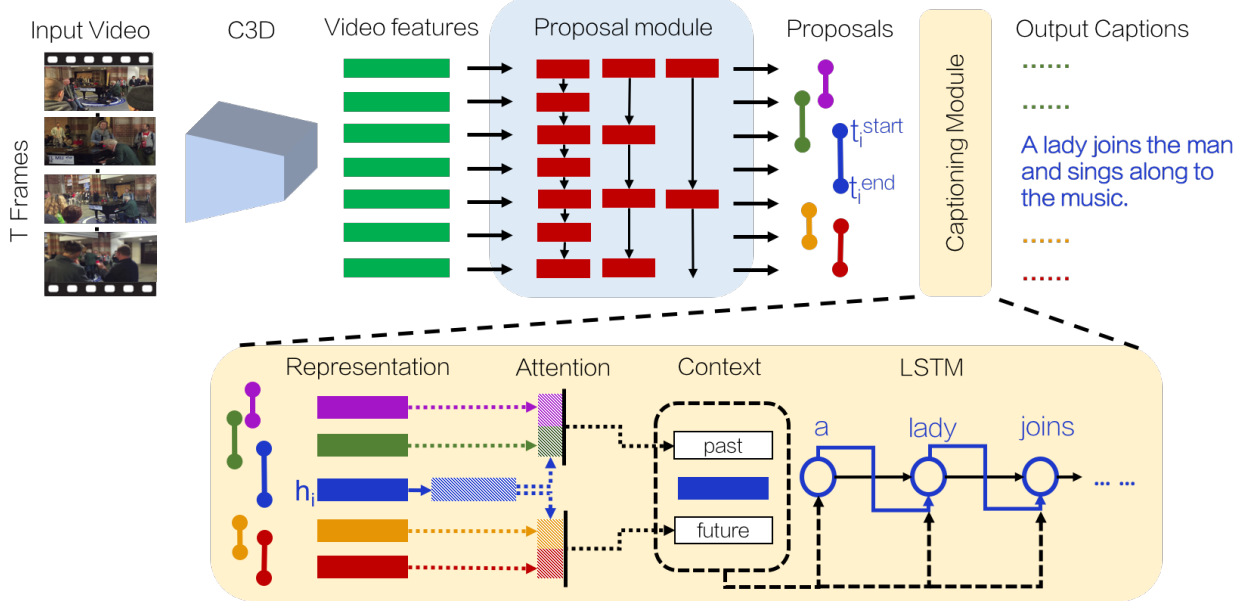 Input Video
C3D
Video features
Proposal module
Proposals
Output Captions
T Frames
t_i^start
t_i^end
Captioning Module
......
......
A lady joins the man
and sings along to
the music.
......
......
Representation
Attention
Context
LSTM
h_i
past
future
a
lady
joins
... ...